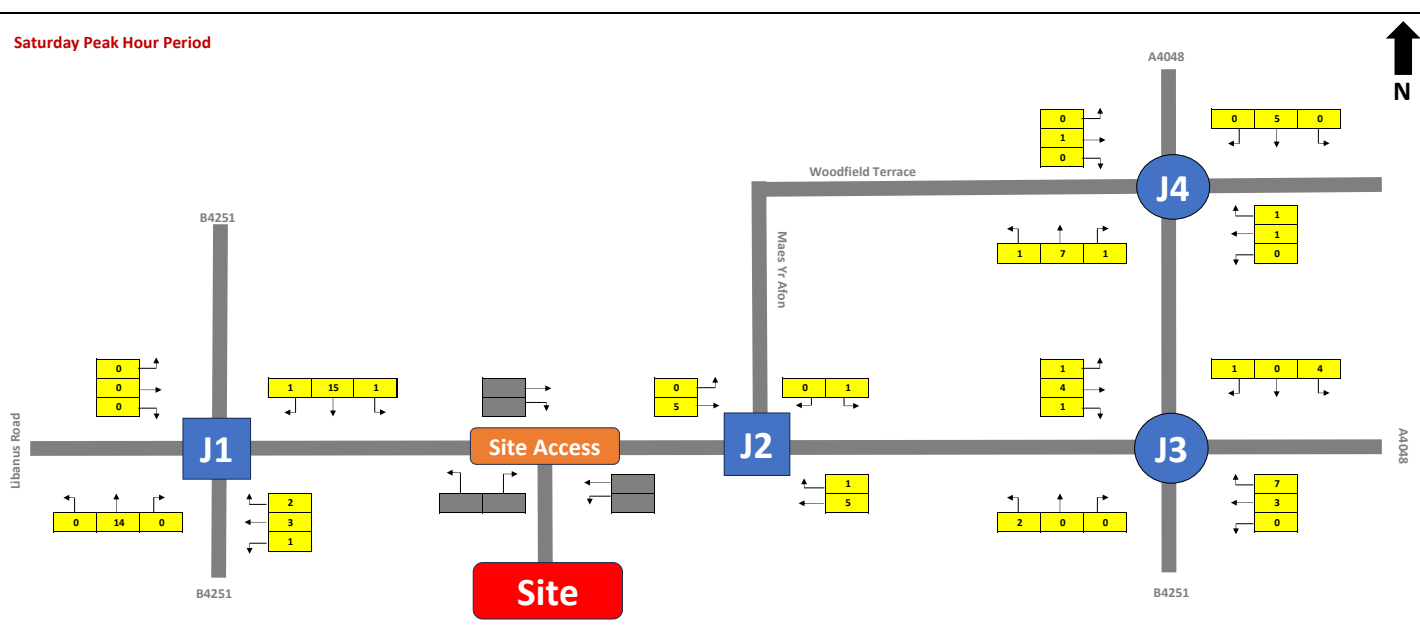 Saturday Peak Hour Period
N
A4048
0
1
0
0 5 0
Woodfield Terrace
J4
1
1
0
1 7 1
B4251
Maes Yr Afon
0
0
0
1 15 1
0
5
0 1
1
4
1
1 0 4
Libanus Road
J1
Site Access
J2
J3
A4048
0 14 0
2
3
1
1
5
2 0 0
7
3
0
B4251
Site
B4251